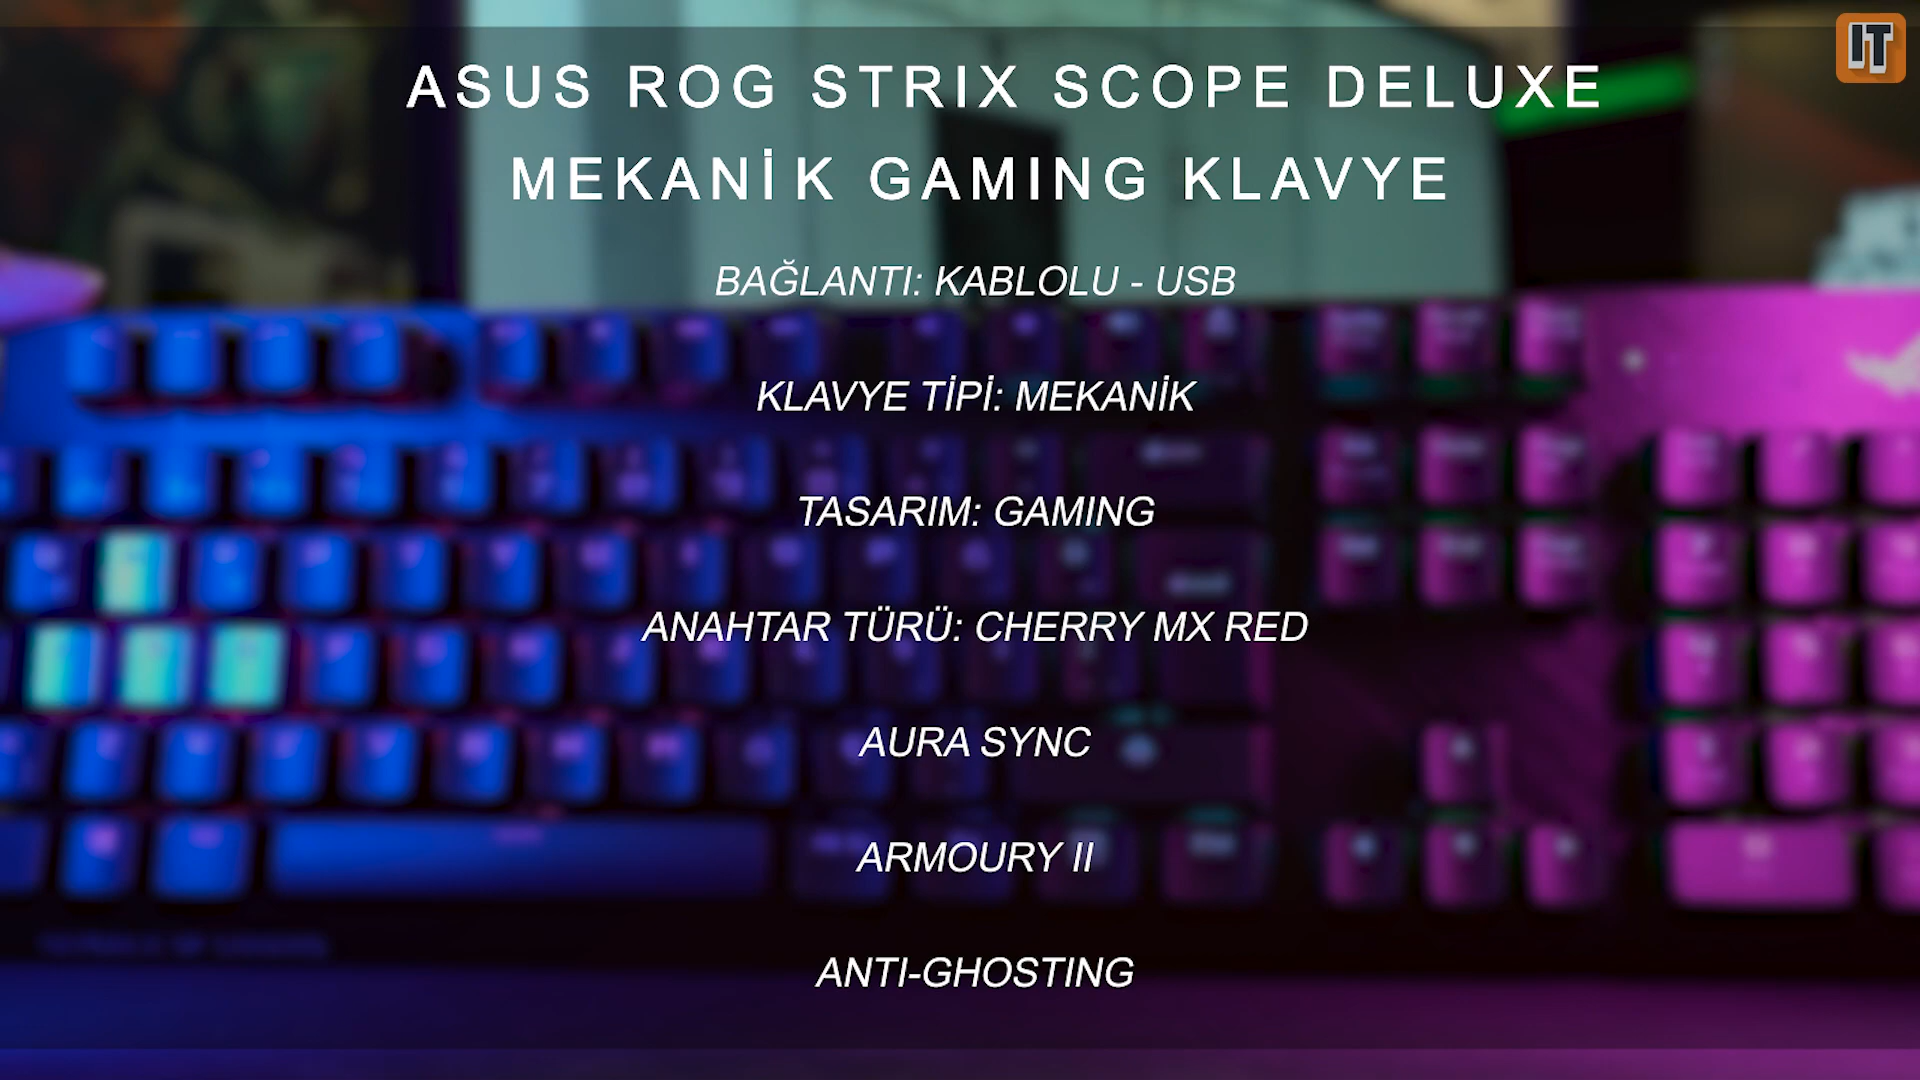 IT
ASUS ROG STRIX SCOPE DELUXE
MEKANİK GAMING KLAVYE
BAĞLANTI: KABLOLU - USB
KLAVYE TİPİ: MEKANİK
TASARIM: GAMING
ANAHTAR TÜRÜ: CHERRY MX RED
AURA SYNC
ARMOURY II
ANTI-GHOSTING